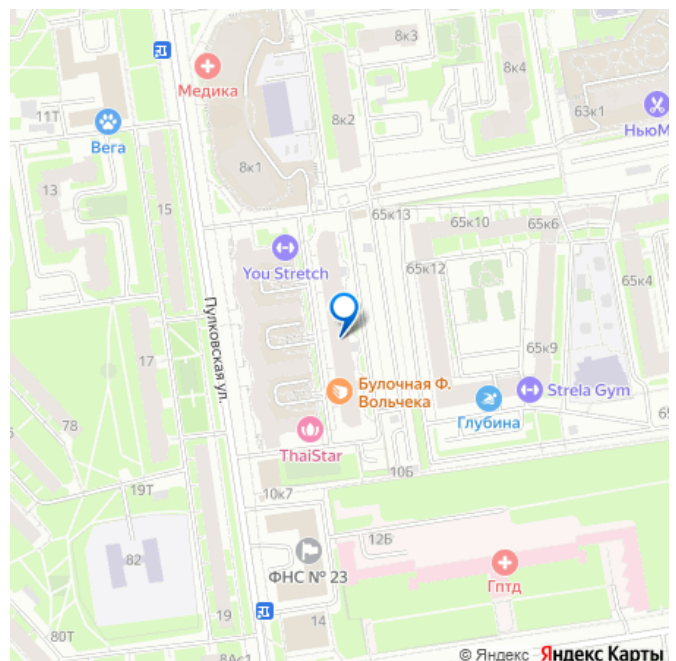 8к3
8к4
Медика
63к1
11Т
8к2
НьюМ
Вега
8к1
13
15
65к13
65к10
65к6
You Stretch
65к12
65к4
Пулковская ул.
65к9
17
Булочная Ф.
Вольчека
Strela Gym
Глубина
65
78
ThaiStar
10Б
19Т
10к7
12Б
82
ФНС № 23
Гптд
19
14
80Т
8Ас1
© Яндекс Яндекс Карты